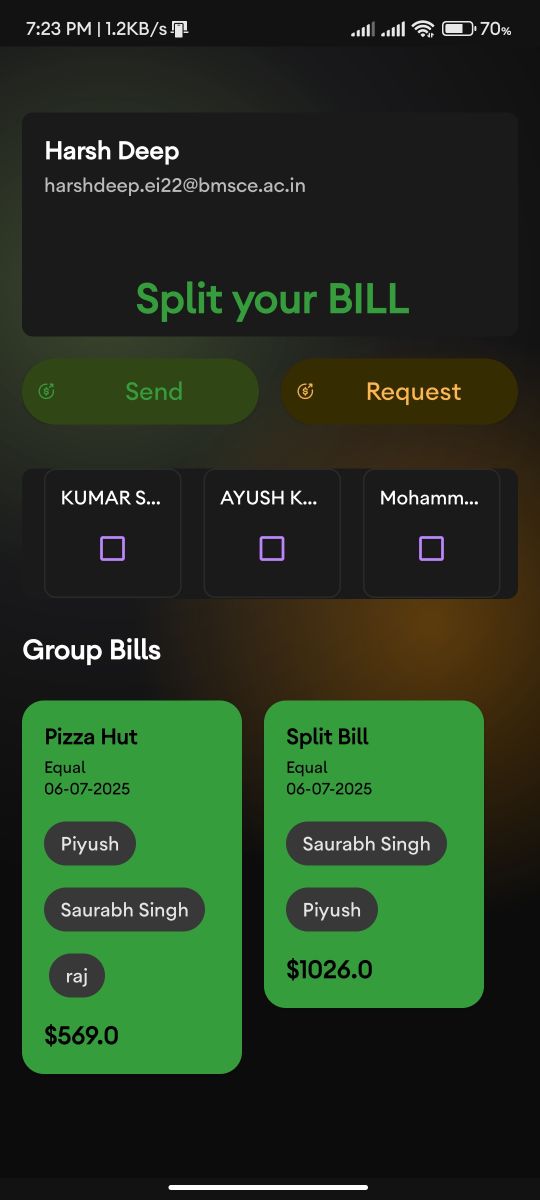 7:23 PM | 1.2KB/s 70%
Harsh Deep
harshdeep.ei22@bmsce.ac.in
Split your BILL
Send Request
KUMAR S... AYUSH K... Mohamm...
Group Bills
Pizza Hut
Equal
06-07-2025
Piyush
Saurabh Singh
raj
$569.0
Split Bill
Equal
06-07-2025
Saurabh Singh
Piyush
$1026.0